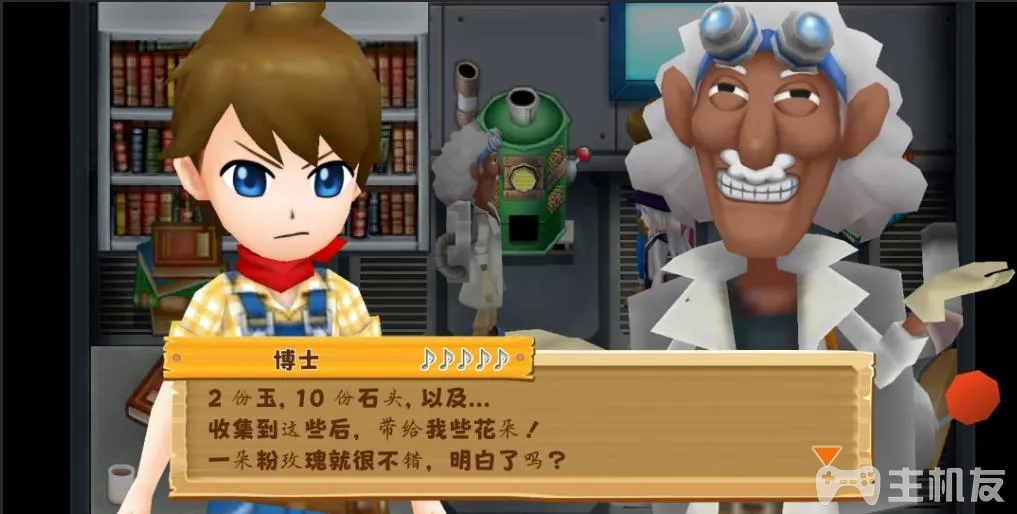 博士
2 份玉, 10 份石头, 以及...
收集到这些后, 带给我些花朵!
一朵粉玫瑰就很不错, 明白了吗?
主机友